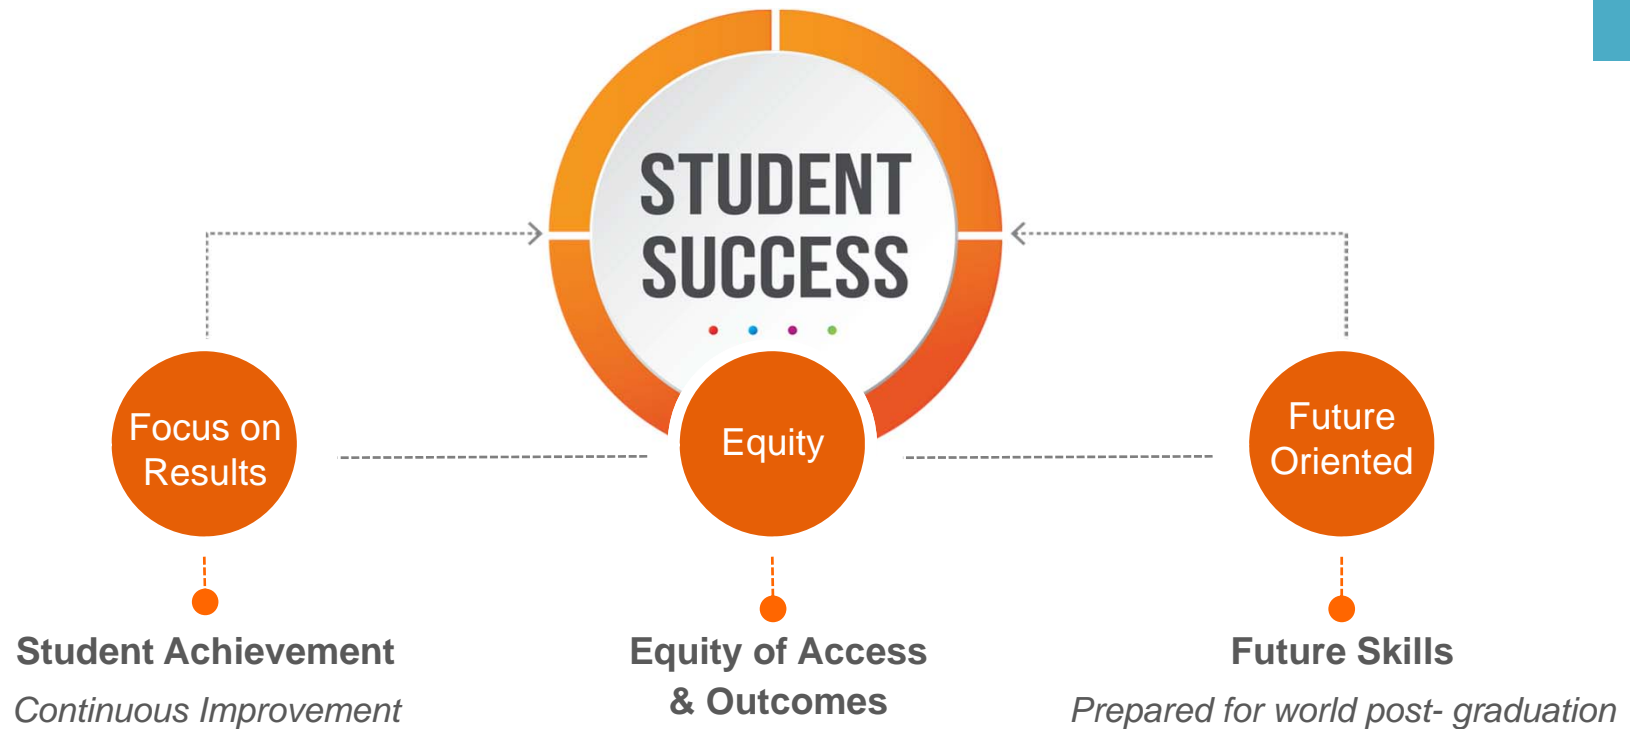 STUDENT
SUCCESS
Focus on
Results
Equity
Future
Oriented
Student Achievement
Continuous Improvement
Equity of Access
& Outcomes
Future Skills
Prepared for world post- graduation